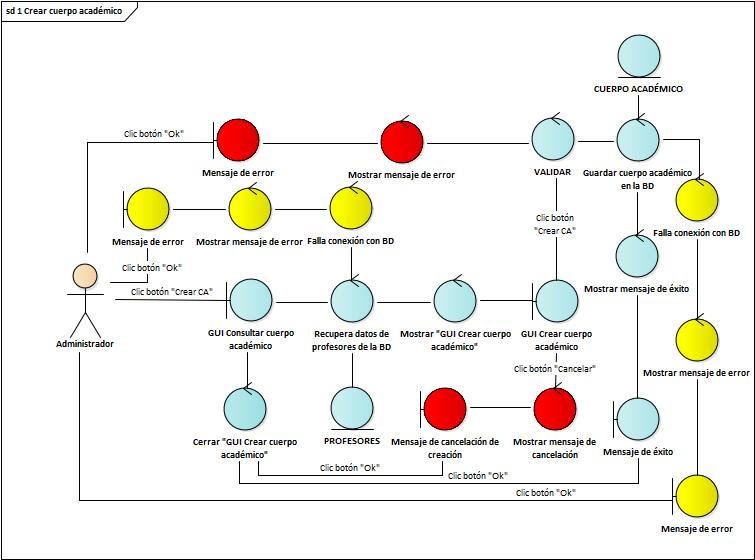 sd 1 Crear cuerpo académico
CUERPO ACADÉMICO
Clic botón "Ok"
Mensaje de error
Mostrar mensaje de error
VALIDAR
Guardar cuerpo académico
en la BD
Mensaje de error
Mostrar mensaje de error
Falla conexión con BD
Clic botón
"Crear CA"
Falla conexión con BD
Clic botón "Ok"
Mostrar mensaje de éxito
Clic botón "Crear CA"
Administrador
GUI Consultar cuerpo
académico
Recupera datos de
profesores de la BD
Mostrar "GUI Crear cuerpo
académico"
GUI Crear cuerpo
académico
Clic botón "Cancelar"
Mostrar mensaje de error
Cerrar "GUI Crear cuerpo
académico"
PROFESORES
Mensaje de cancelación de
creación
Mostrar mensaje de
cancelación
Mensaje de éxito
Clic botón "Ok"
Clic botón "Ok"
Clic botón "Ok"
Mensaje de error